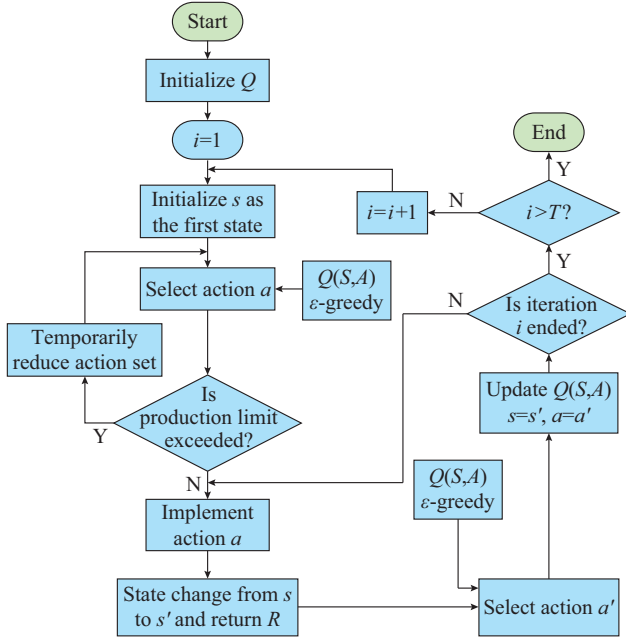 Start
Initialize Q
i=1
Initialize s as
the first state
Select action a
Q(S,A)
ε-greedy
Temporarily
reduce action set
Is
production limit
exceeded?
Y
N
Implement
action a
State change from s
to s′ and return R
Q(S,A)
ε-greedy
Select action a′
Update Q(S,A)
s=s′, a=a′
Is iteration
i ended?
N
Y
i>T?
N
i=i+1
Y
End